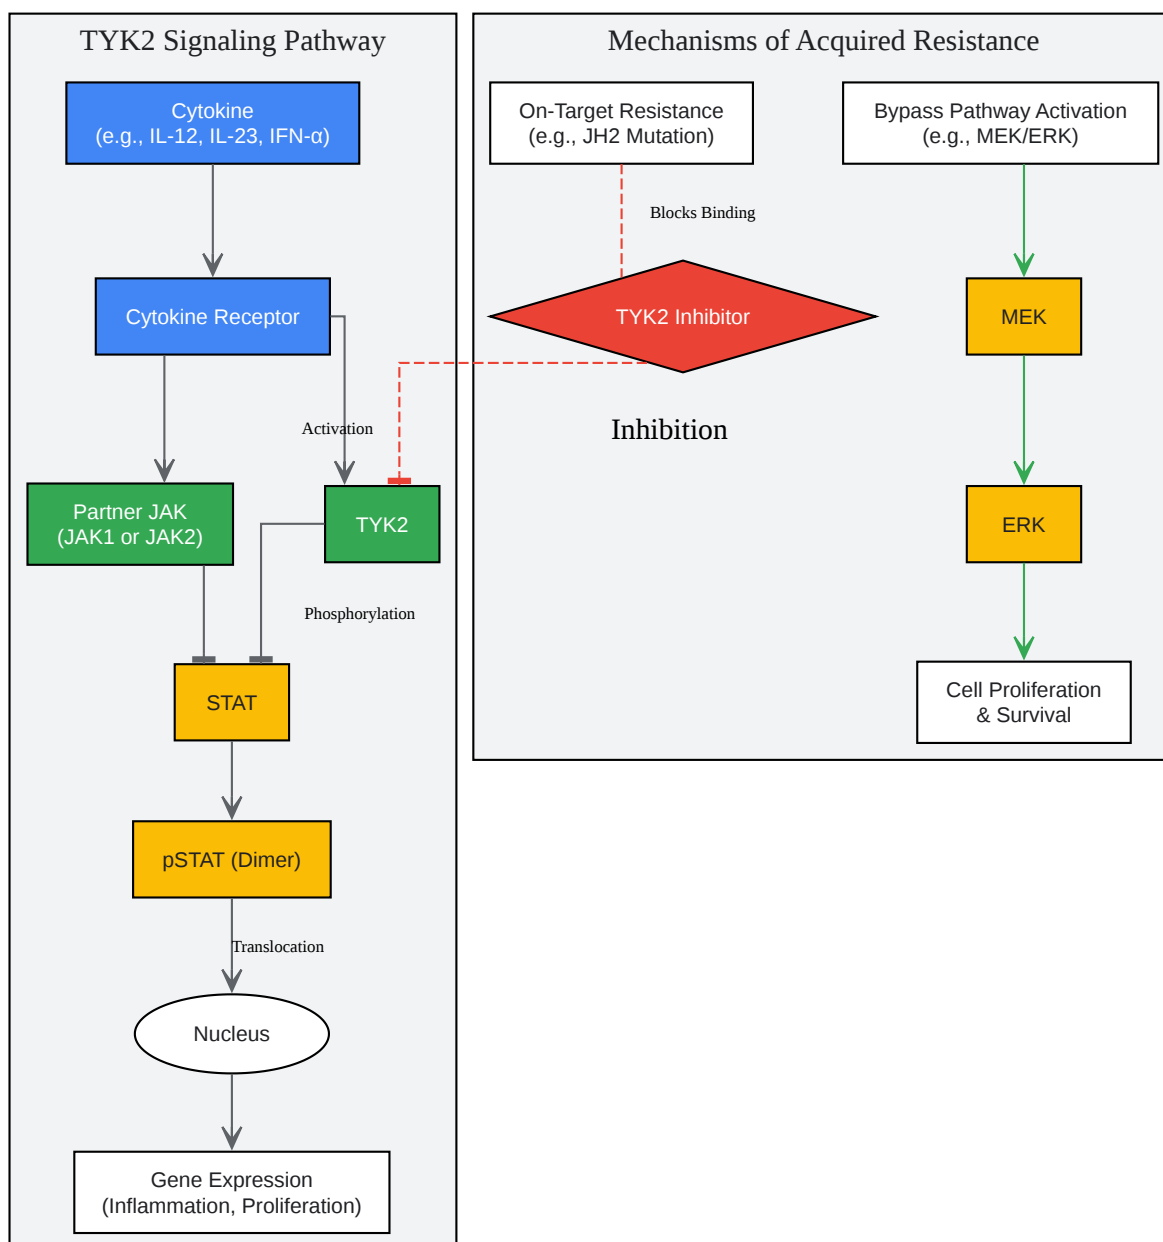 TYK2 Signaling Pathway
Cytokine
(e.g., IL-12, IL-23, IFN-α)
Cytokine Receptor
Activation
Partner JAK
(JAK1 or JAK2)
TYK2
Phosphorylation
STAT
pSTAT (Dimer)
Translocation
Nucleus
Gene Expression
(Inflammation, Proliferation)
Mechanisms of Acquired Resistance
On-Target Resistance
(e.g., JH2 Mutation)
Blocks Binding
TYK2 Inhibitor
Inhibition
Bypass Pathway Activation
(e.g., MEK/ERK)
MEK
ERK
Cell Proliferation
& Survival